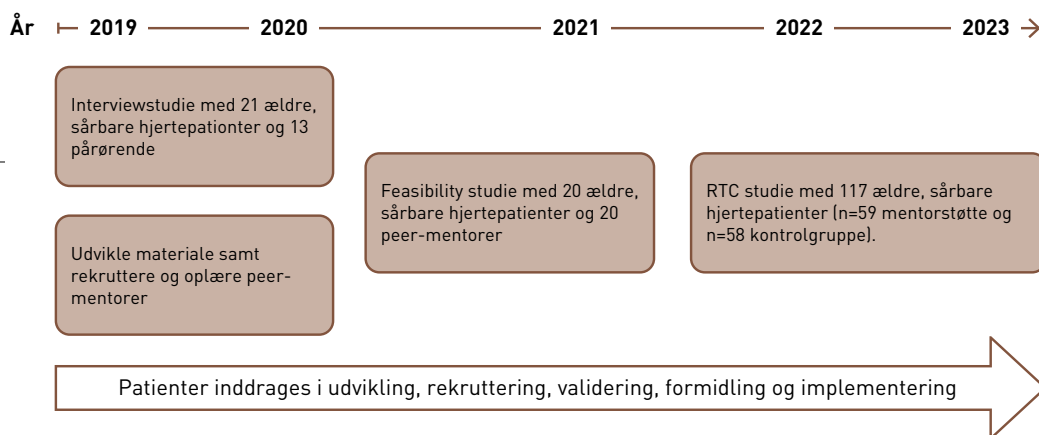 År 2019 2020 2021 2022 2023
Interviewstudie med 21 ældre,
sårbare hjertepationter og 13
pårørende
Udvikle materiale samt
rekruttere og oplære peer-
mentorer
Feasibility studie med 20 ældre,
sårbare hjertepatienter og 20
peer-mentorer
RTC studie med 117 ældre, sårbare
hjertepatienter (n=59 mentorstøtte og
n=58 kontrolgruppe).
Patienter inddrages i udvikling, rekruttering, validering, formidling og implementering